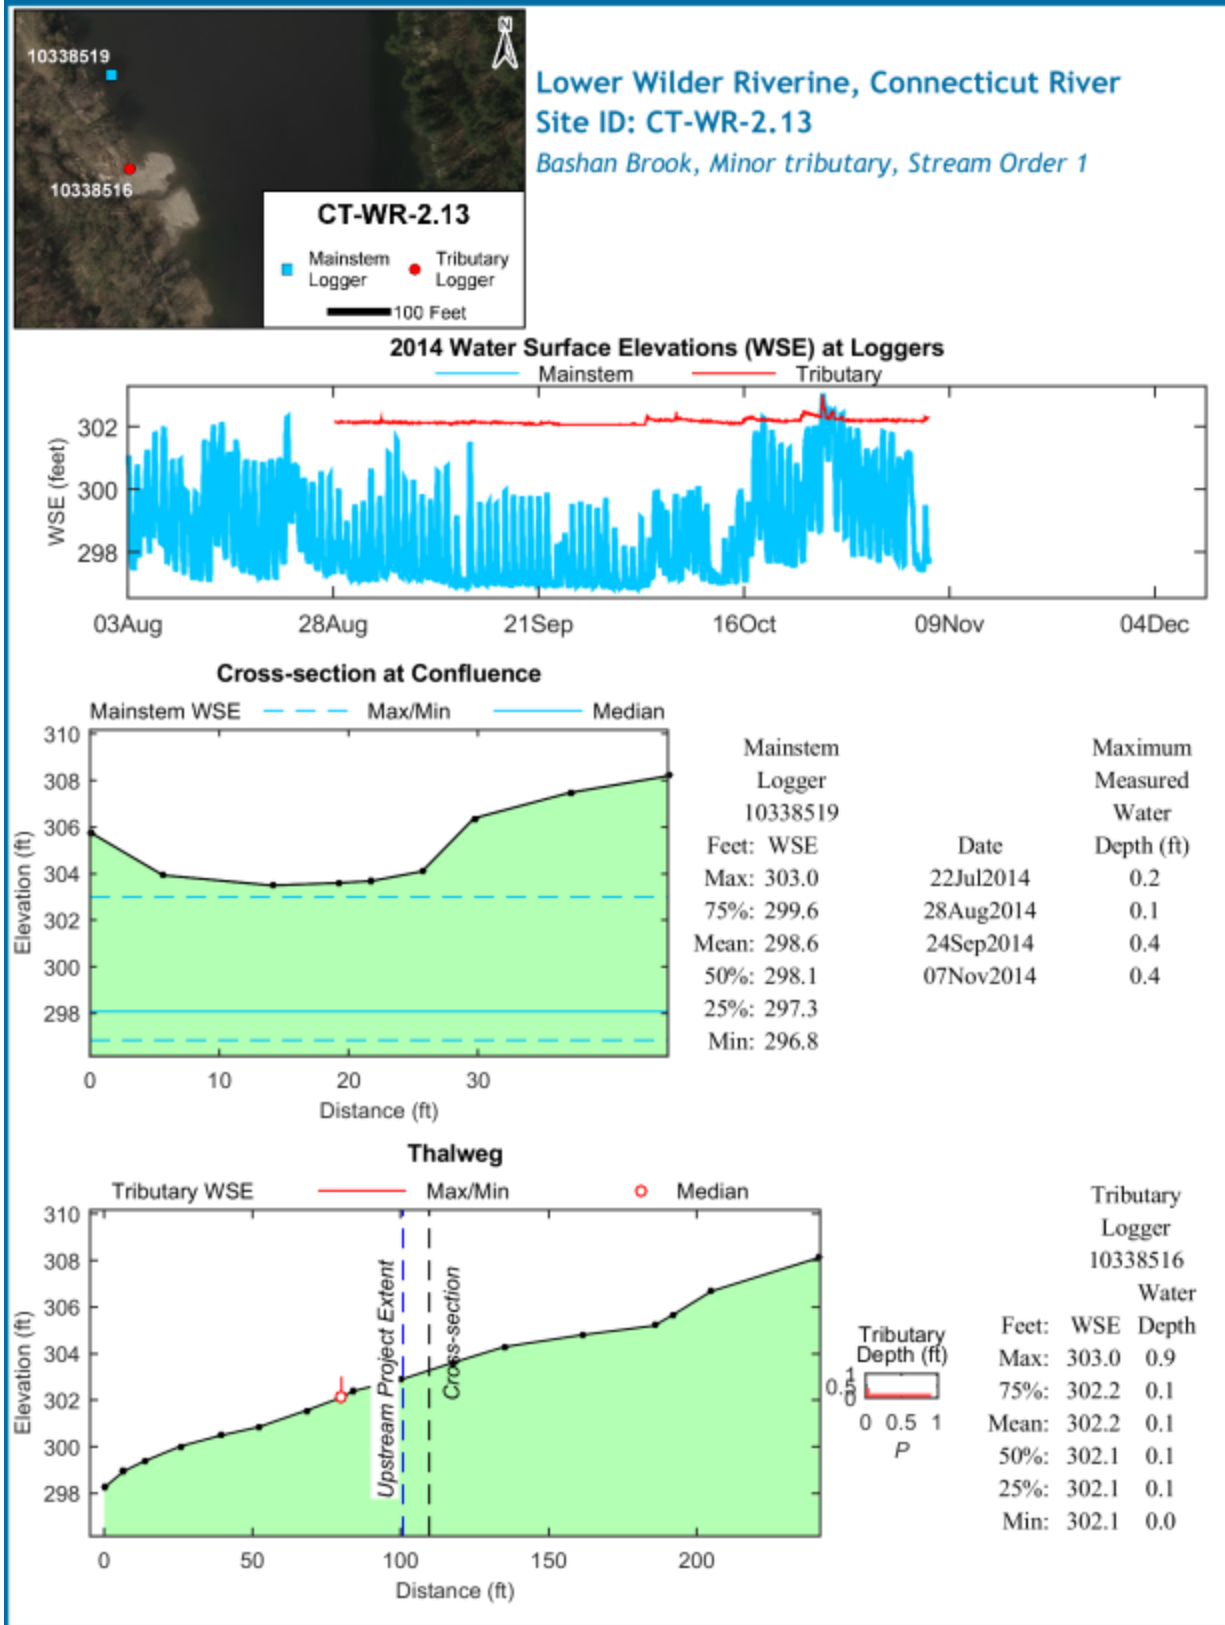 10338519
N
10338516
CT-WR-2.13
Mainstem Logger
Tributary Logger
100 Feet
Lower Wilder Riverine, Connecticut River
Site ID: CT-WR-2.13
Bashan Brook, Minor tributary, Stream Order 1
2014 Water Surface Elevations (WSE) at Loggers
Mainstem Tributary
WSE (feet)
302
300
298
03Aug 28Aug 21Sep 16Oct 09Nov 04Dec
Cross-section at Confluence
Mainstem WSE Max/Min Median
Elevation (ft)
310
308
306
304
302
300
298
0 10 20 30
Distance (ft)
Mainstem
Logger
10338519
Feet: WSE
Max: 303.0
75%: 299.6
Mean: 298.6
50%: 298.1
25%: 297.3
Min: 296.8
Maximum
Measured
Water
Date Depth (ft)
22Jul2014 0.2
28Aug2014 0.1
24Sep2014 0.4
07Nov2014 0.4
Thalweg
Tributary WSE Max/Min Median
Elevation (ft)
310
308
306
304
302
300
298
Upstream Project Extent
Cross-section
0 50 100 150 200
Distance (ft)
Tributary
Depth (ft)
1
0.5
0
0 0.5 1
P
Tributary
Logger
10338516
Water
Feet: WSE Depth
Max: 303.0 0.9
75%: 302.2 0.1
Mean: 302.2 0.1
50%: 302.1 0.1
25%: 302.1 0.1
Min: 302.1 0.0